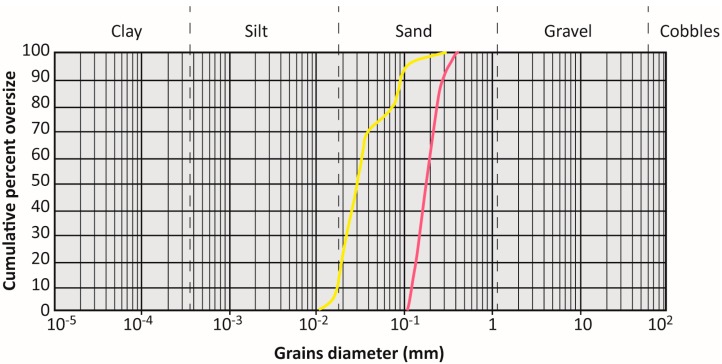 Clay Silt Sand Gravel Cobbles
Cumulative percent oversize
100
90
80
70
60
50
40
30
20
10
0
10-5 10-4 10-3 10-2 10-1 1 10 102
Grains diameter (mm)